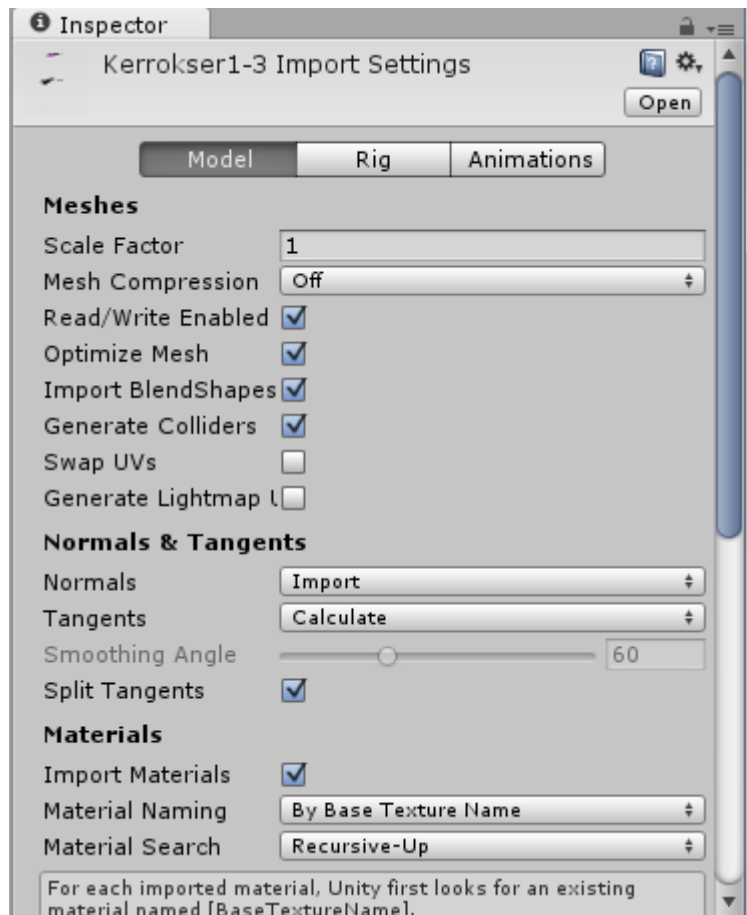 Inspector
Kerrokser1-3 Import Settings
Open
Model Rig Animations
Meshes
Scale Factor 1
Mesh Compression Off
Read/Write Enabled
Optimize Mesh
Import BlendShapes
Generate Colliders
Swap UVs
Generate Lightmap
Normals & Tangents
Normals Import
Tangents Calculate
Smoothing Angle 60
Split Tangents
Materials
Import Materials
Material Naming By Base Texture Name
Material Search Recursive-Up
For each imported material, Unity first looks for an existing
material named [BaseTextureName].